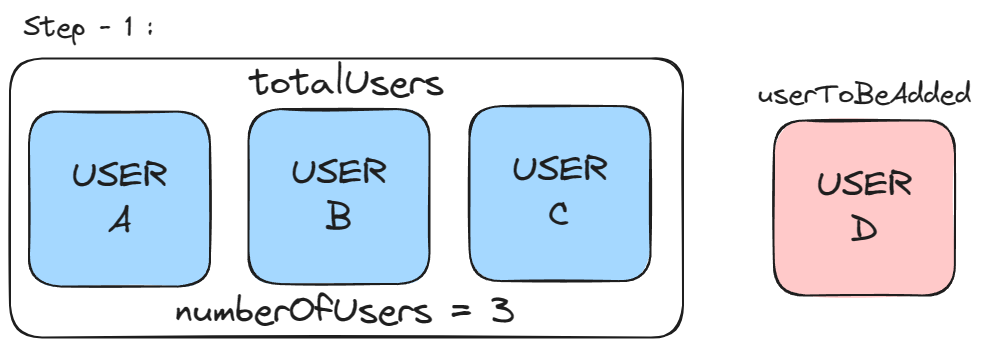 Step - 1 :
totalUsers
userToBeAdded
USER
A
USER
B
USER
C
USER
D
numberOfUsers = 3